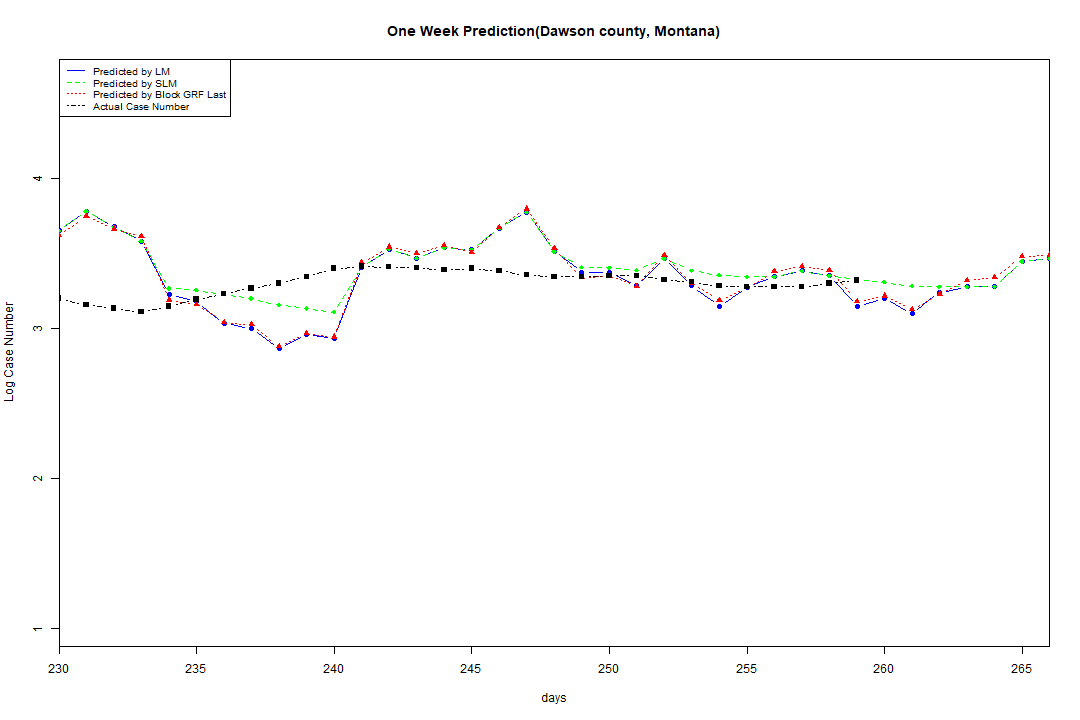 One Week Prediction(Dawson county, Montana)
Predicted by LM
Predicted by SLM
Predicted by Block GRF Last
Actual Case Number
4
3
2
1
Log Case Number
230 235 240 245 250 255 260 265
days